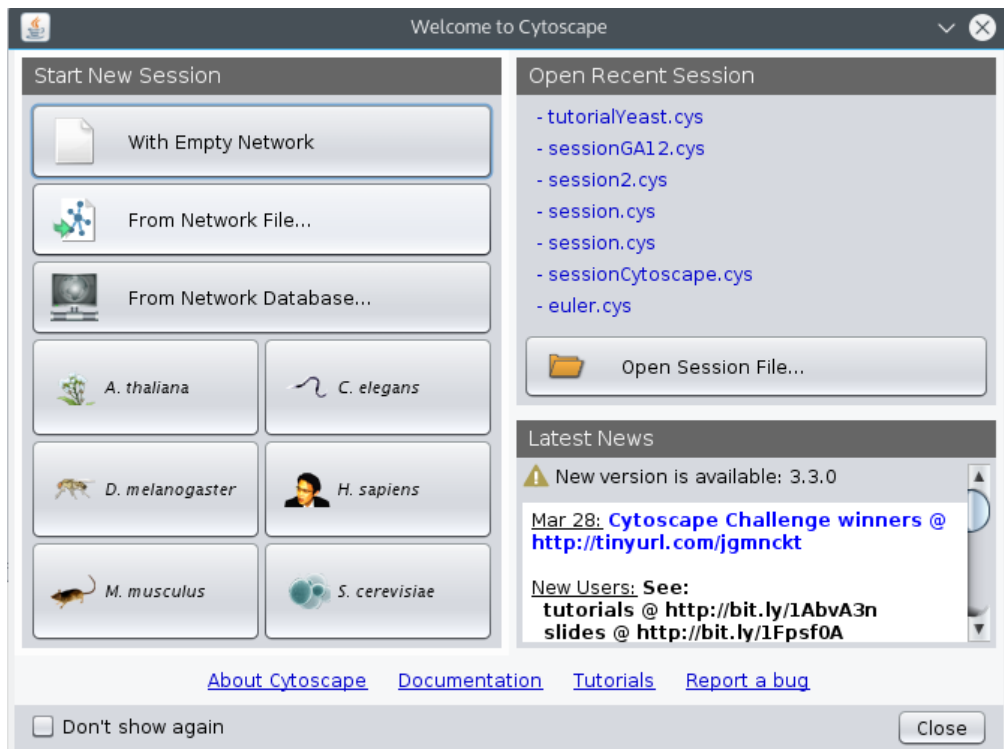 Welcome to Cytoscape
Start New Session
With Empty Network
From Network File...
From Network Database...
A. thaliana
C. elegans
D. melanogaster
H. sapiens
M. musculus
S. cerevisiae
Open Recent Session
- tutorialYeast.cys
- sessionGA12.cys
- session2.cys
- session.cys
- session.cys
- sessionCytoscape.cys
- euler.cys
Open Session File...
Latest News
New version is available: 3.3.0
Mar 28: Cytoscape Challenge winners @
http://tinyurl.com/jgmnckt
New Users: See:
tutorials @ http://bit.ly/1AbvA3n
slides @ http://bit.ly/1Fpsf0A
About Cytoscape Documentation Tutorials Report a bug
Don't show again
Close